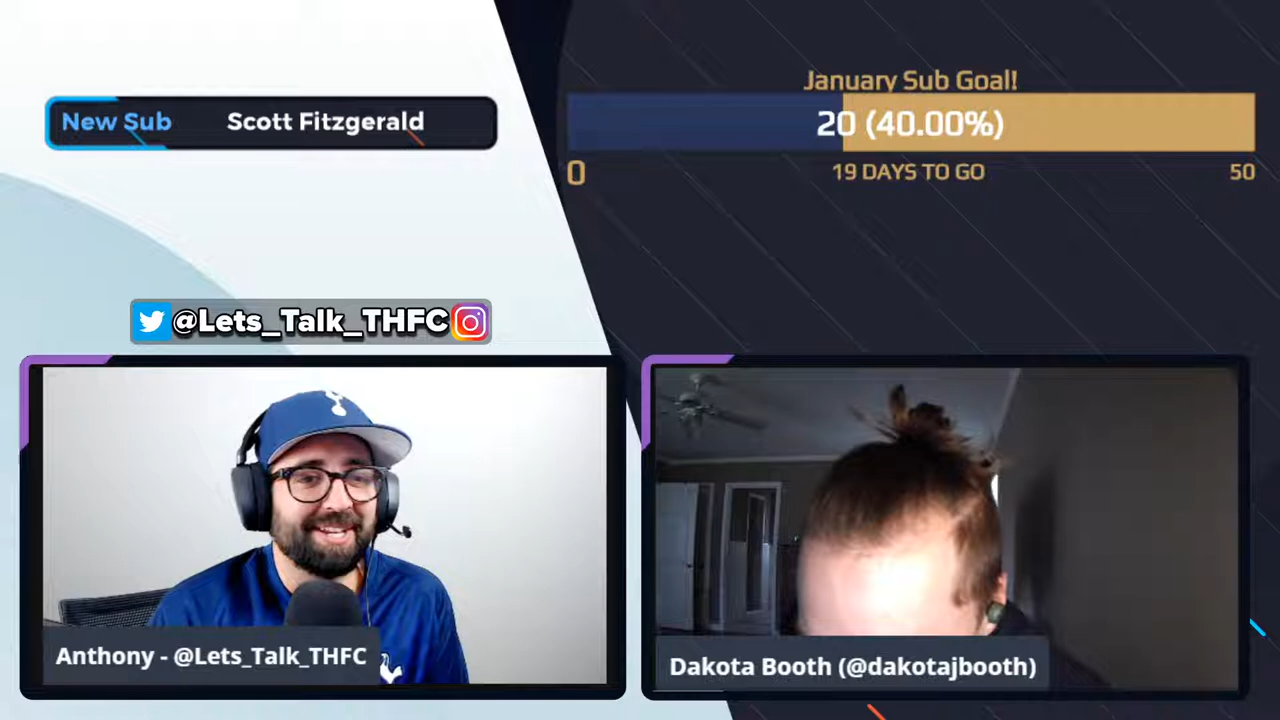 New Sub Scott Fitzgerald
January Sub Goal!
20 (40.00%)
0 19 DAYS TO GO 50
@Lets_Talk_THFC
Anthony - @Lets_Talk_THFC
Dakota Booth (@dakotajbooth)